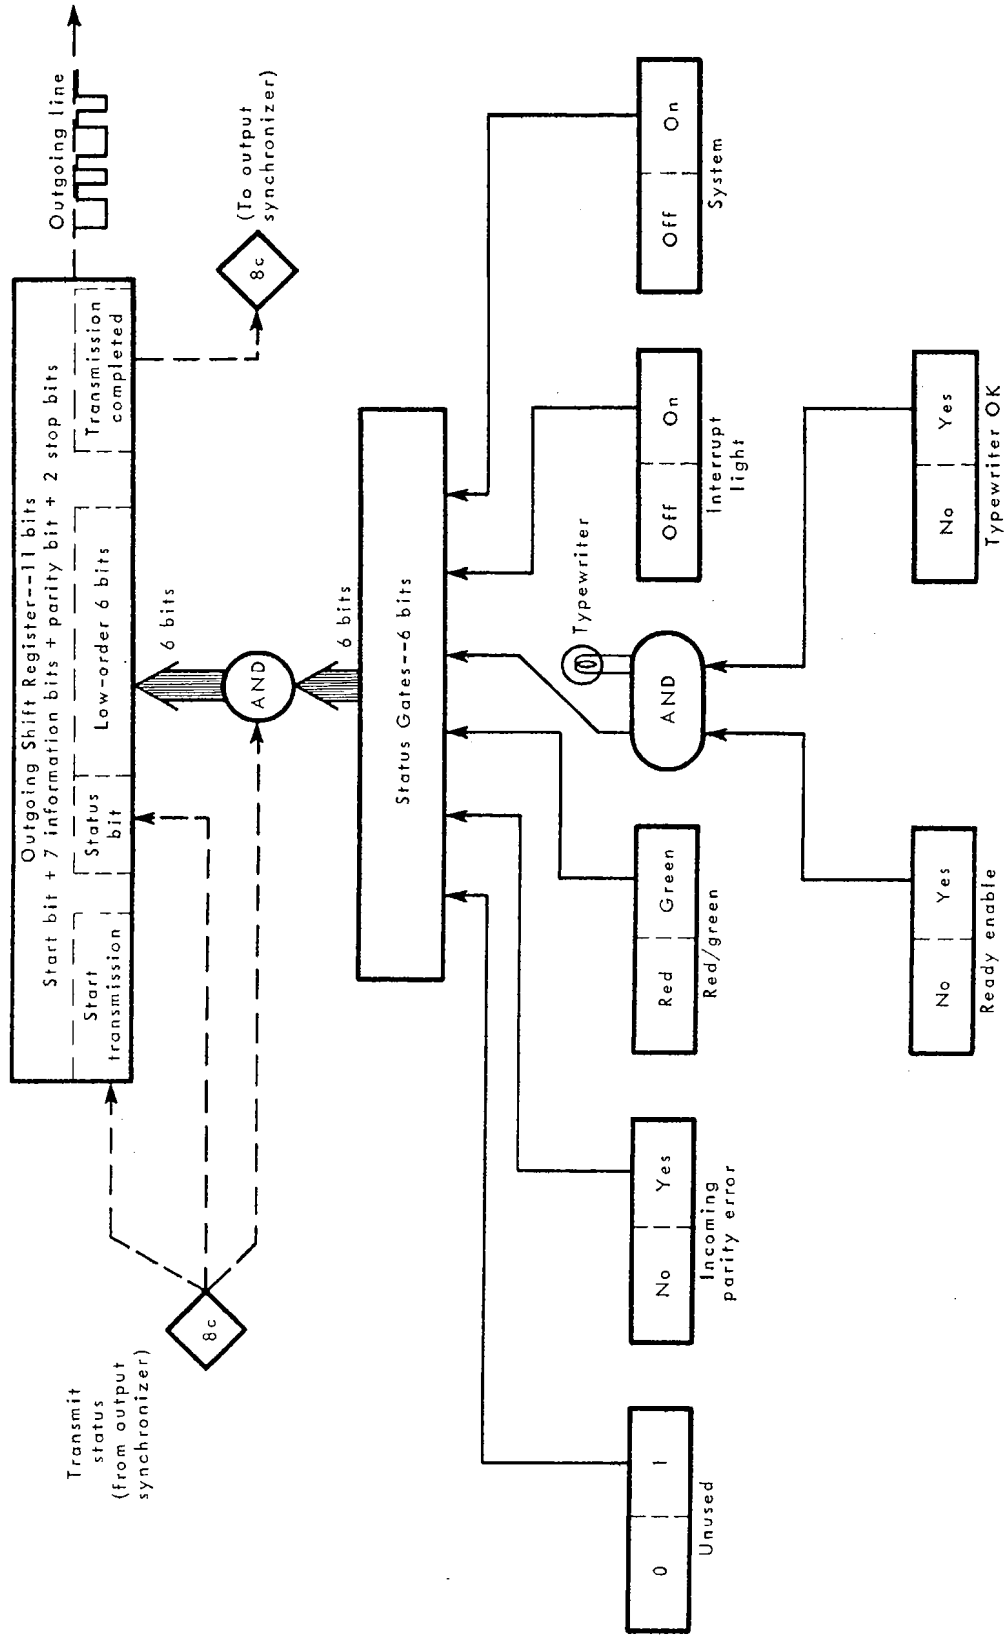 Outgoing Shift Register--11 bits
Start bit + 7 information bits + parity bit + 2 stop bits
Start
transmission
Status
bit
Low-order 6 bits
Transmission
completed
Outgoing line
Transmit
status
(from output
synchronizer)
8c
6 bits
AND
6 bits
8c
(To output
synchronizer)
Status Gates--6 bits
Typewriter
AND
0
1
Unused
No
Yes
Incoming
parity error
Red
Green
Red/green
Off
On
Interrupt
light
Off
On
System
No
Yes
Ready enable
No
Yes
Typewriter OK